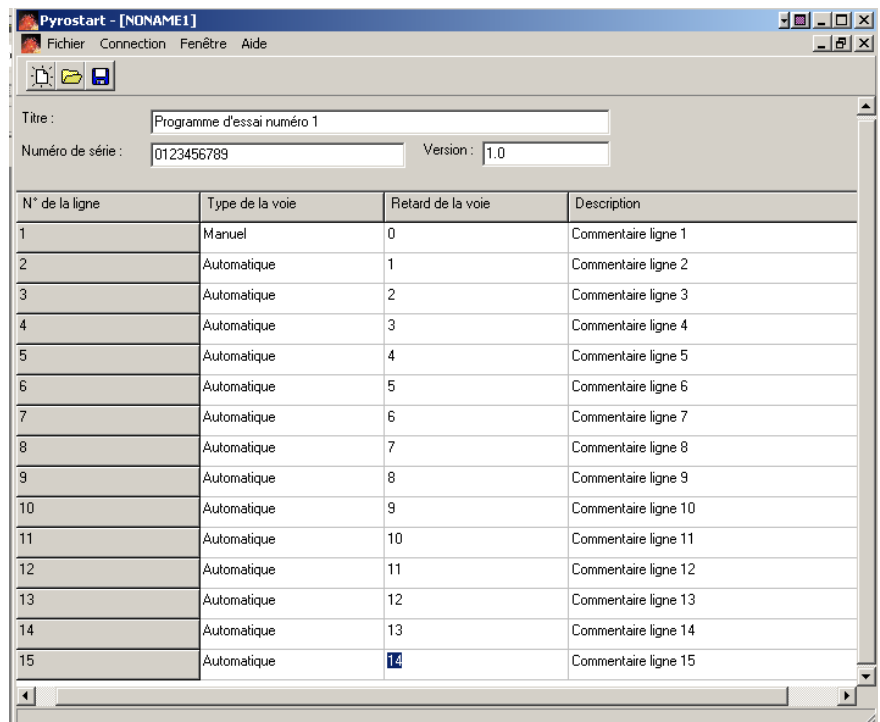 Pyrostart - [NONAME1]
Fichier Connection Fenêtre Aide
Titre : Programme d'essai numéro 1
Numéro de série : 0123456789 Version : 1.0
N° de la ligne Type de la voie Retard de la voie Description
1 Manuel 0 Commentaire ligne 1
2 Automatique 1 Commentaire ligne 2
3 Automatique 2 Commentaire ligne 3
4 Automatique 3 Commentaire ligne 4
5 Automatique 4 Commentaire ligne 5
6 Automatique 5 Commentaire ligne 6
7 Automatique 6 Commentaire ligne 7
8 Automatique 7 Commentaire ligne 8
9 Automatique 8 Commentaire ligne 9
10 Automatique 9 Commentaire ligne 10
11 Automatique 10 Commentaire ligne 11
12 Automatique 11 Commentaire ligne 12
13 Automatique 12 Commentaire ligne 13
14 Automatique 13 Commentaire ligne 14
15 Automatique 14 Commentaire ligne 15